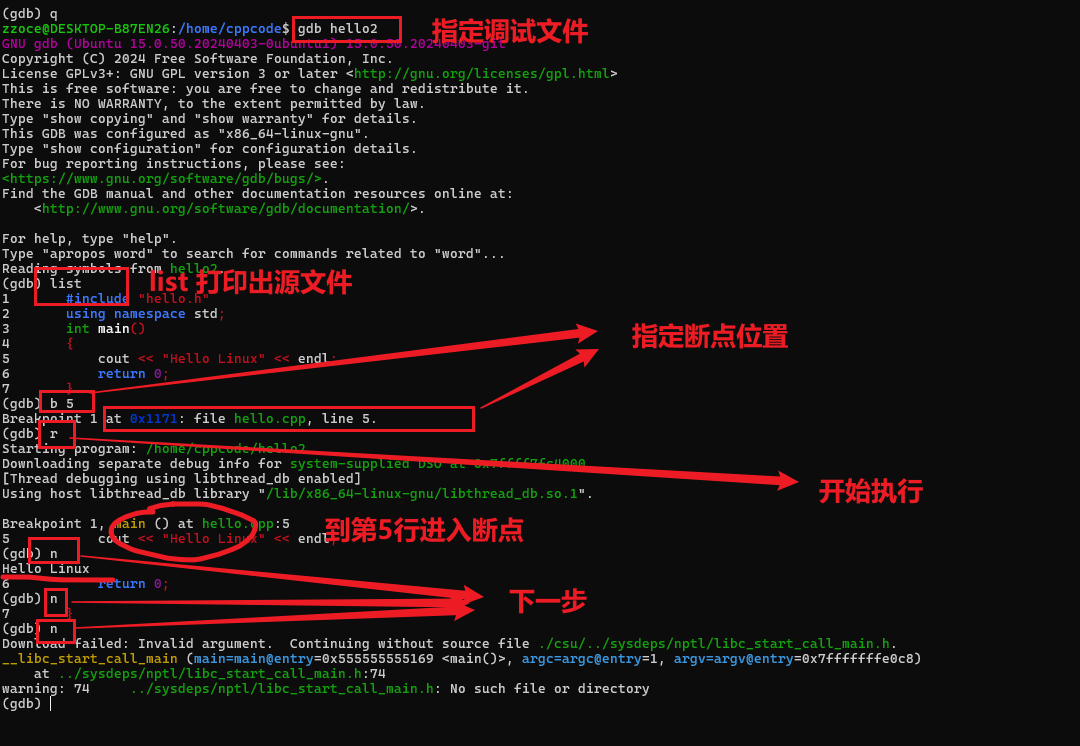 (gdb) q
zzoce@DESKTOP-B87EN26:/home/cppcode$ gdb hello2 指定调试文件
GNU gdb (Ubuntu 15.0.50.20240403-0ubuntu1) 15.0.50.20240403-git
Copyright (C) 2024 Free Software Foundation, Inc.
License GPLv3+: GNU GPL version 3 or later <http://gnu.org/licenses/gpl.html>
This is free software: you are free to change and redistribute it.
There is NO WARRANTY, to the extent permitted by law.
Type "show copying" and "show warranty" for details.
This GDB was configured as "x86_64-linux-gnu".
Type "show configuration" for configuration details.
For bug reporting instructions, please see:
<https://www.gnu.org/software/gdb/bugs/>.
Find the GDB manual and other documentation resources online at:
    <http://www.gnu.org/software/gdb/documentation/>.
For help, type "help".
Type "apropos word" to search for commands related to "word"...
Reading symbols from hello2...
(gdb) list list 打印出源文件
1       #include "hello.h"
2       using namespace std;
3       int main()
4       {
5           cout << "Hello Linux" << endl;
6           return 0;
7       }
指定断点位置
(gdb) b 5
Breakpoint 1 at 0x1171: file hello.cpp, line 5.
(gdb) r
Starting program: /home/cppcode/hello2
Downloading separate debug info for system-supplied DSO at 0x7ffff7fc4000
[Thread debugging using libthread_db enabled]
Using host libthread_db library "/lib/x86_64-linux-gnu/libthread_db.so.1".
开始执行
Breakpoint 1, main () at hello.cpp:5
5           cout << "Hello Linux" << endl;
到第5行进入断点
(gdb) n
Hello Linux
6           return 0;
(gdb) n 下一步
7       }
(gdb) n
Download failed: Invalid argument.  Continuing without source file ./csu/../sysdeps/nptl/libc_start_call_main.h.
__libc_start_call_main (main=main@entry=0x555555555169 <main()>, argc=argc@entry=1, argv=argv@entry=0x7fffffffe0c8)
    at ../sysdeps/nptl/libc_start_call_main.h:74
warning: 74     ../sysdeps/nptl/libc_start_call_main.h: No such file or directory
(gdb)